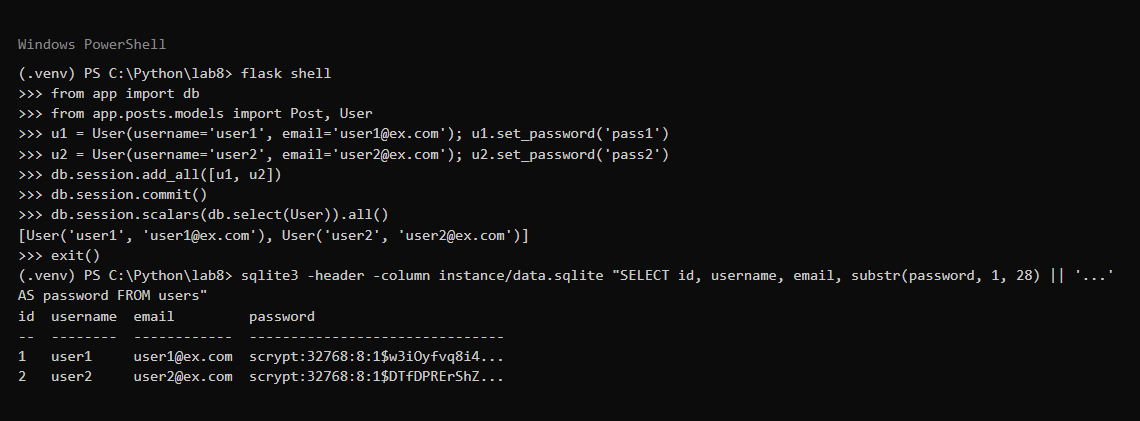 Windows PowerShell
(.venv) PS C:\Python\lab8> flask shell
>>> from app import db
>>> from app.posts.models import Post, User
>>> u1 = User(username='user1', email='user1@ex.com'); u1.set_password('pass1')
>>> u2 = User(username='user2', email='user2@ex.com'); u2.set_password('pass2')
>>> db.session.add_all([u1, u2])
>>> db.session.commit()
>>> db.session.scalars(db.select(User)).all()
[User('user1', 'user1@ex.com'), User('user2', 'user2@ex.com')]
>>> exit()
(.venv) PS C:\Python\lab8> sqlite3 -header -column instance/data.sqlite "SELECT id, username, email, substr(password, 1, 28) || '...'
AS password FROM users"
id  username  email         password
--  --------  ------------  -------------------------------
1   user1     user1@ex.com  scrypt:32768:8:1$w3iOyfvq8i4...
2   user2     user2@ex.com  scrypt:32768:8:1$DTfDPRErShZ...